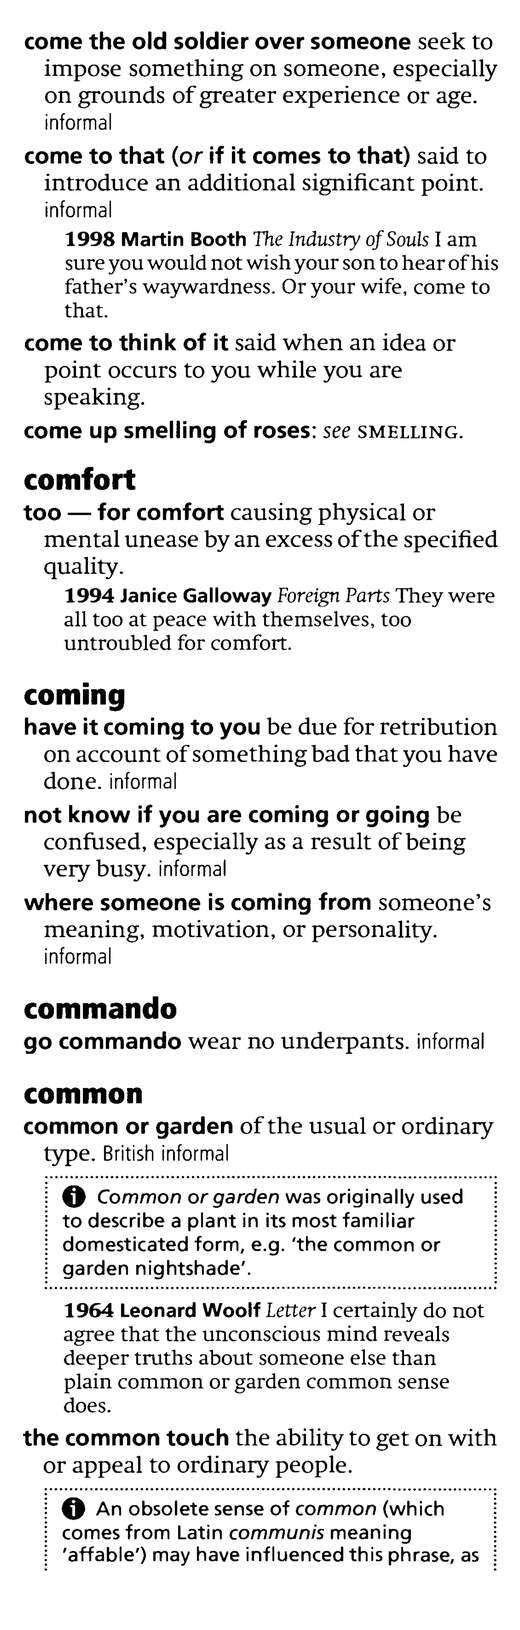 come the old soldier over someone seek to
impose something on someone, especially
on grounds of greater experience or age.
informal
come to that (or if it comes to that) said to
introduce an additional significant point.
informal
1998 Martin Booth The Industry of Souls I am
sure you would not wish your son to hear of his
father's waywardness. Or your wife, come to
that.
come to think of it said when an idea or
point occurs to you while you are
speaking.
come up smelling of roses: see SMELLING.
comfort
too — for comfort causing physical or
mental unease by an excess of the specified
quality.
1994 Janice Galloway Foreign Parts They were
all too at peace with themselves, too
untroubled for comfort.
coming
have it coming to you be due for retribution
on account of something bad that you have
done. informal
not know if you are coming or going be
confused, especially as a result of being
very busy. informal
where someone is coming from someone's
meaning, motivation, or personality.
informal
commando
go commando wear no underpants. informal
common
common or garden of the usual or ordinary
type. British informal
i Common or garden was originally used
to describe a plant in its most familiar
domesticated form, e.g. 'the common or
garden nightshade'.
1964 Leonard Woolf Letter I certainly do not
agree that the unconscious mind reveals
deeper truths about someone else than
plain common or garden common sense
does.
the common touch the ability to get on with
or appeal to ordinary people.
i An obsolete sense of common (which
comes from Latin communis meaning
'affable') may have influenced this phrase, as